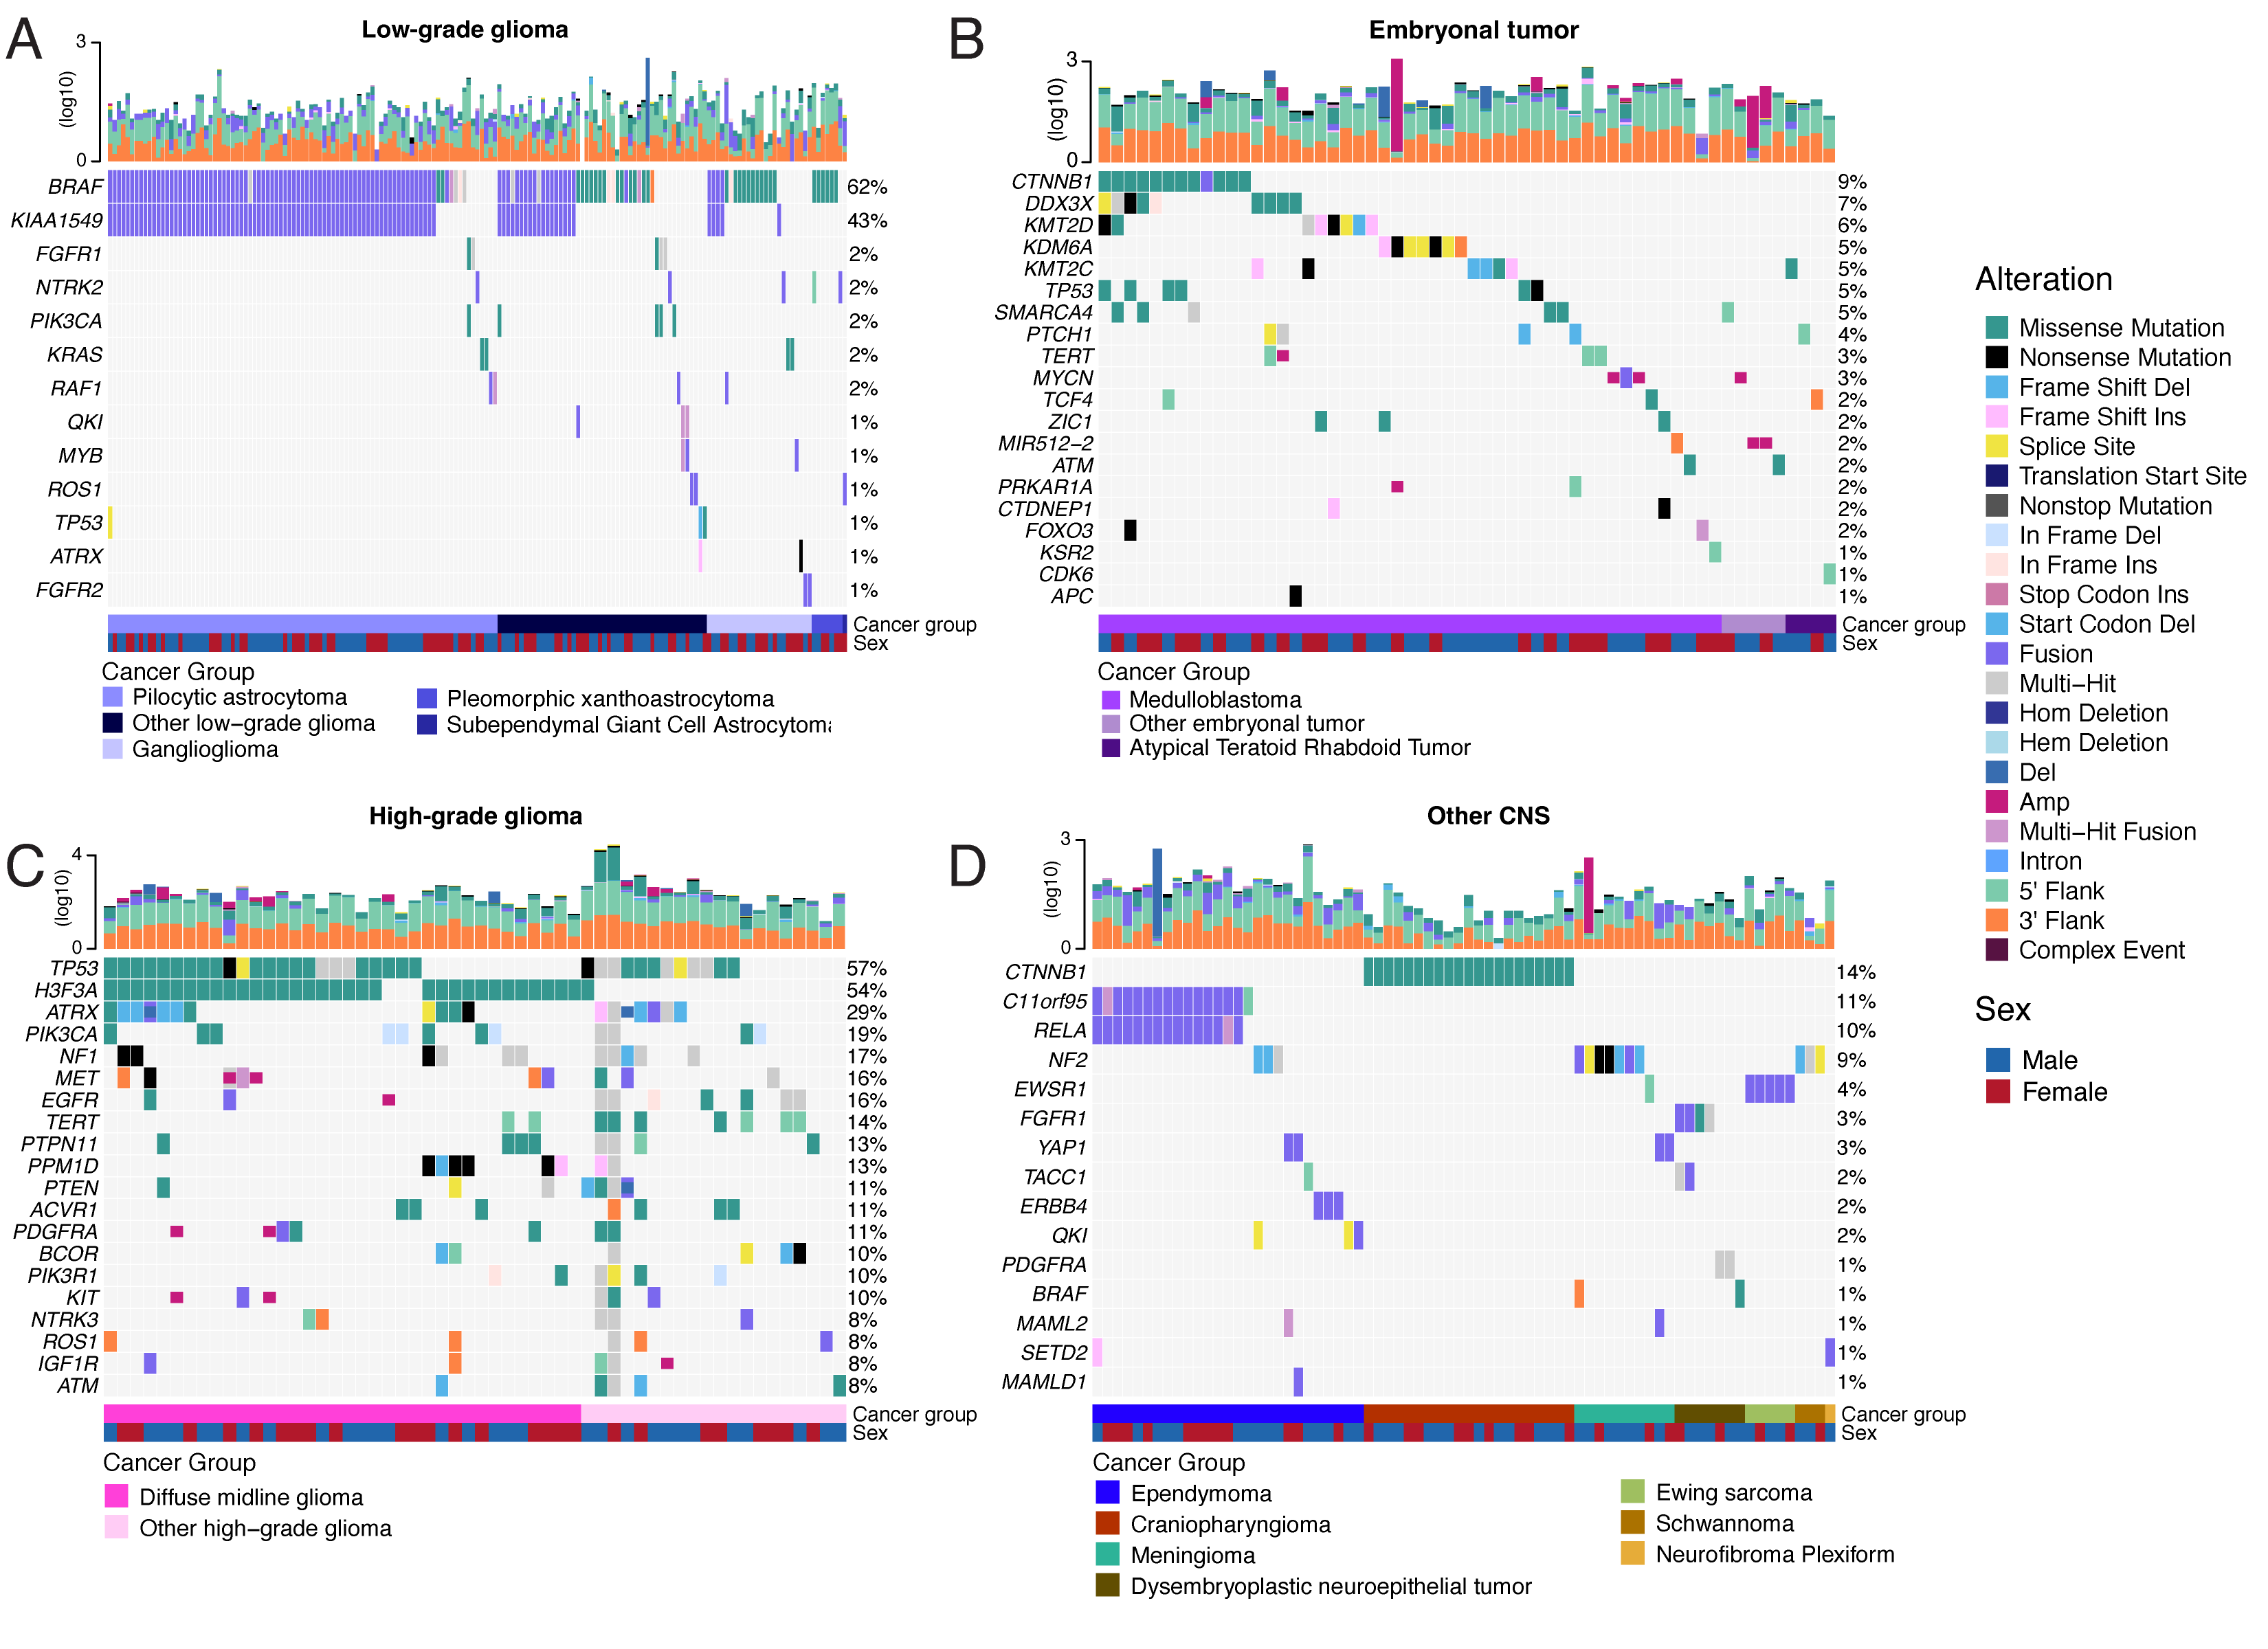 A
Low-grade glioma
3
(log10)
0
BRAF 62%
KIAA1549 43%
FGFR1 2%
NTRK2 2%
PIK3CA 2%
KRAS 2%
RAF1 2%
QKI 1%
MYB 1%
ROS1 1%
TP53 1%
ATRX 1%
FGFR2 1%
Cancer group
Sex
Cancer Group
Pilocytic astrocytoma
Other low−grade glioma
Ganglioglioma
Pleomorphic xanthoastrocytoma
Subependymal Giant Cell Astrocytoma
B
Embryonal tumor
3
(log10)
0
CTNNB1 9%
DDX3X 7%
KMT2D 6%
KDM6A 5%
KMT2C 5%
TP53 5%
SMARCA4 5%
PTCH1 4%
TERT 3%
MYCN 3%
TCF4 2%
ZIC1 2%
MIR512−2 2%
ATM 2%
PRKAR1A 2%
CTDNEP1 2%
FOXO3 2%
KSR2 1%
CDK6 1%
APC 1%
Cancer group
Sex
Cancer Group
Medulloblastoma
Other embryonal tumor
Atypical Teratoid Rhabdoid Tumor
C
High-grade glioma
4
(log10)
0
TP53 57%
H3F3A 54%
ATRX 29%
PIK3CA 19%
NF1 17%
MET 16%
EGFR 16%
TERT 14%
PTPN11 13%
PPM1D 13%
PTEN 11%
ACVR1 11%
PDGFRA 11%
BCOR 10%
PIK3R1 10%
KIT 10%
NTRK3 8%
ROS1 8%
IGF1R 8%
ATM 8%
Cancer group
Sex
Cancer Group
Diffuse midline glioma
Other high−grade glioma
D
Other CNS
3
(log10)
0
CTNNB1 14%
C11orf95 11%
RELA 10%
NF2 9%
EWSR1 4%
FGFR1 3%
YAP1 3%
TACC1 2%
ERBB4 2%
QKI 2%
PDGFRA 1%
BRAF 1%
MAML2 1%
SETD2 1%
MAMLD1 1%
Cancer group
Sex
Cancer Group
Ependymoma
Craniopharyngioma
Meningioma
Dysembryoplastic neuroepithelial tumor
Ewing sarcoma
Schwannoma
Neurofibroma Plexiform
Alteration
Missense Mutation
Nonsense Mutation
Frame Shift Del
Frame Shift Ins
Splice Site
Translation Start Site
Nonstop Mutation
In Frame Del
In Frame Ins
Stop Codon Ins
Start Codon Del
Fusion
Multi−Hit
Hom Deletion
Hem Deletion
Del
Amp
Multi−Hit Fusion
Intron
5' Flank
3' Flank
Complex Event
Sex
Male
Female